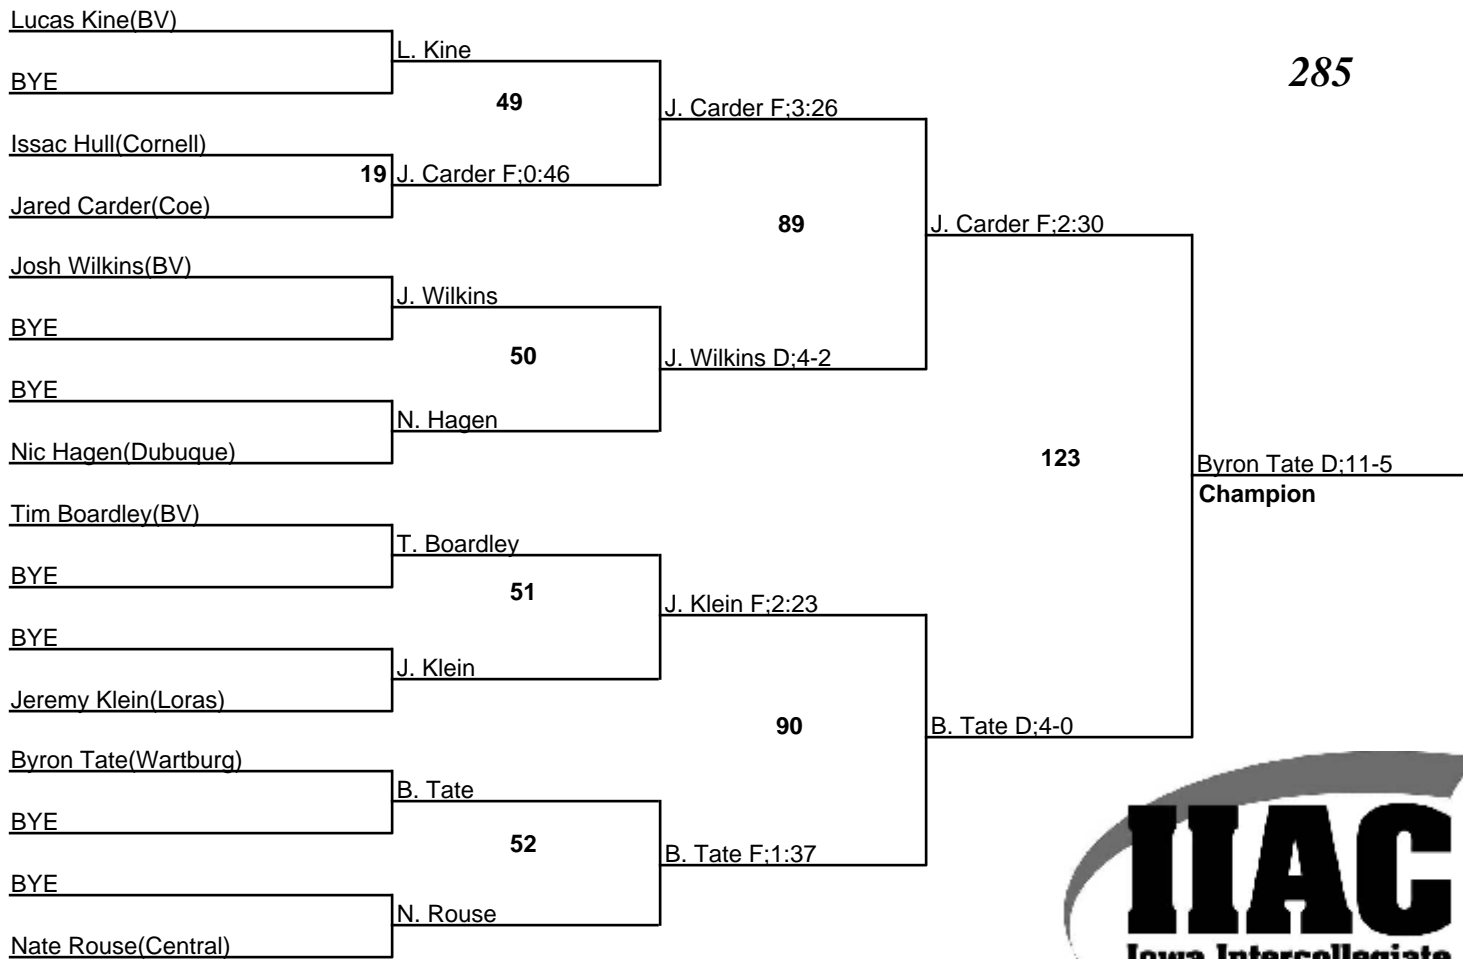 Lucas Kine(BV)
L. Kine
BYE
285
49
J. Carder F;3:26
Issac Hull(Cornell)
19 J. Carder F;0:46
Jared Carder(Coe)
89
J. Carder F;2:30
Josh Wilkins(BV)
J. Wilkins
BYE
50
J. Wilkins D;4-2
BYE
N. Hagen
Nic Hagen(Dubuque)
123
Byron Tate D;11-5
Champion
Tim Boardley(BV)
T. Boardley
BYE
51
J. Klein F;2:23
BYE
J. Klein
Jeremy Klein(Loras)
90
B. Tate D;4-0
Byron Tate(Wartburg)
B. Tate
BYE
52
B. Tate F;1:37
BYE
N. Rouse
Nate Rouse(Central)
IIAC
Iowa Intercollegiate